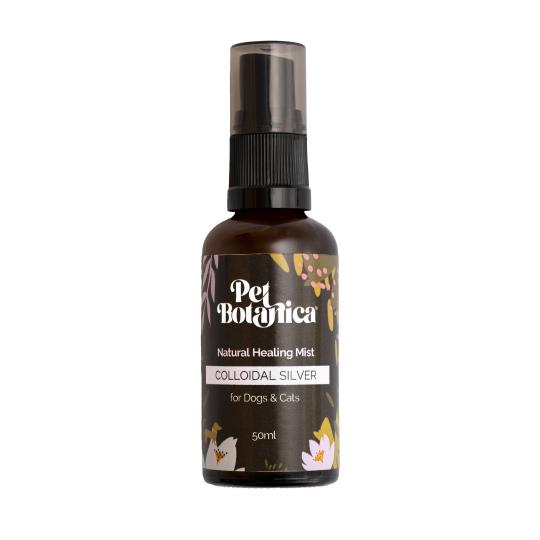 Pet
Botanica
Natural Healing Mist
COLLOIDAL SILVER
for Dogs & Cats
50ml